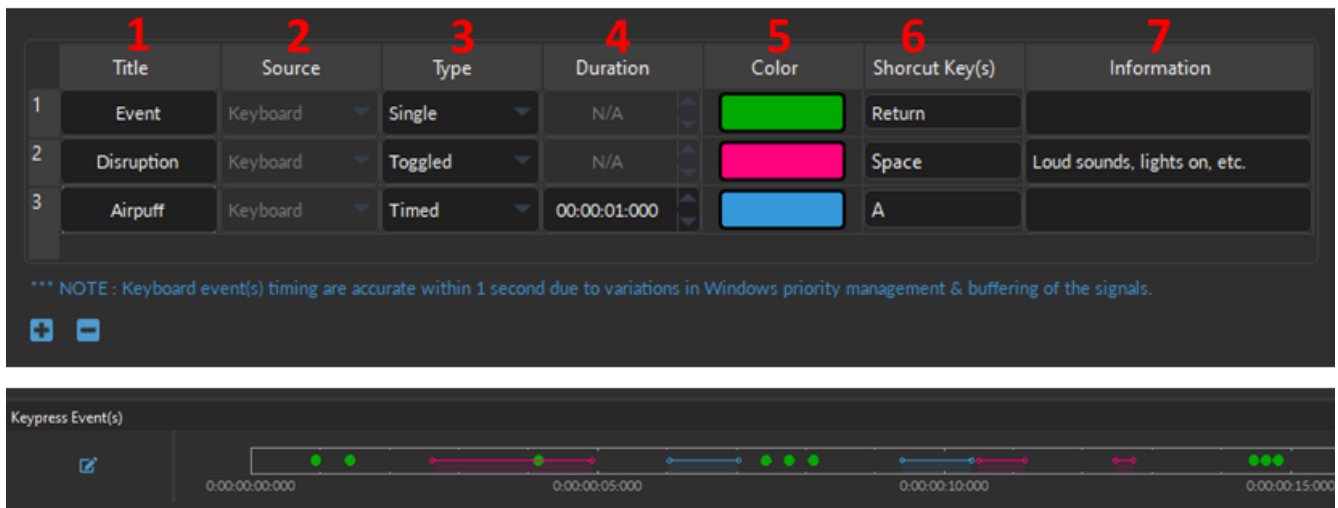 1 2 3 4 5 6 7
Title Source Type Duration Color Shorcut Key(s) Information
1 Event Keyboard Single N/A Return
2 Disruption Keyboard Toggled N/A Space Loud sounds, lights on, etc.
3 Airpuff Keyboard Timed 00:00:01:000 A
*** NOTE : Keyboard event(s) timing are accurate within 1 second due to variations in Windows priority management & buffering of the signals.
Keypress Event(s)
0:00:00:00:000 0:00:00:05:000 0:00:00:10:000 0:00:00:15:000